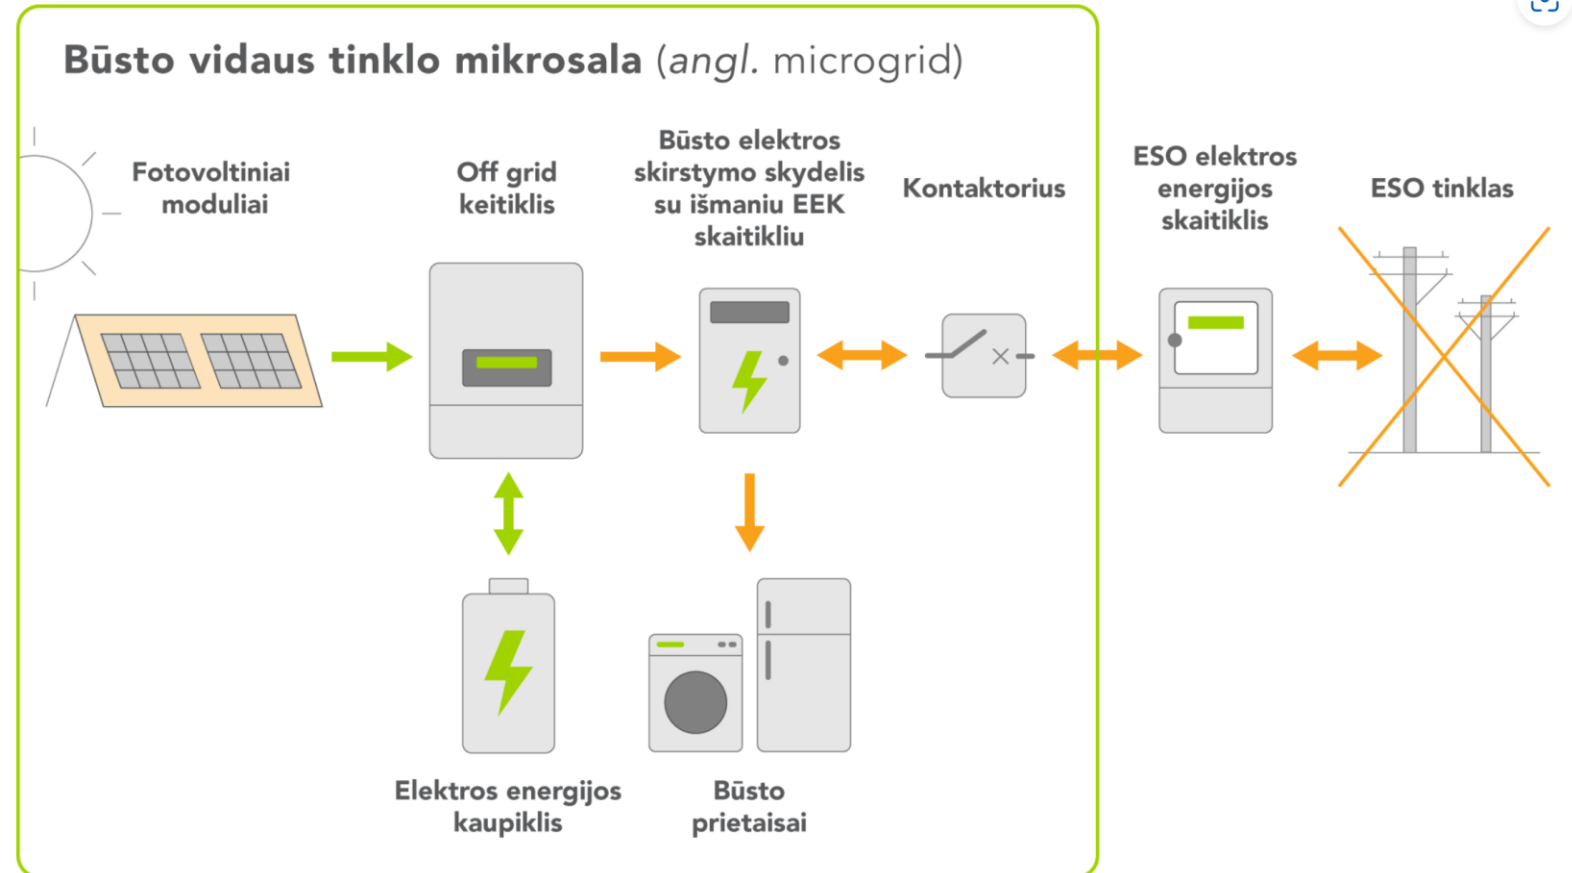 Būsto vidaus tinklo mikrosala (angl. microgrid)
Fotovoltiniai
moduliai
Off grid
keitiklis
Būsto elektros
skirstymo skydelis
su išmaniu EEK
skaitikliu
Kontaktorius
ESO elektros
energijos
skaitiklis
ESO tinklas
Elektros energijos
kaupiklis
Būsto
prietaisai